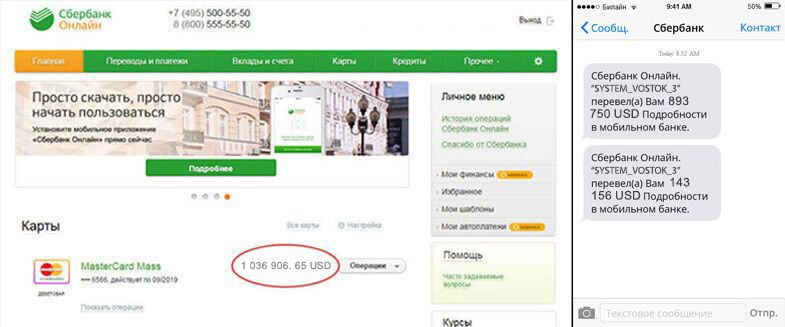 Сбербанк
Онлайн
+7 (495) 500-55-50
8 (800) 555-55-50
Выход
Главная
Переводы и платежи
Вклады и счета
Карты
Кредиты
Прочее
Просто скачать, просто
начать пользоваться
Установите мобильное приложение
«Сбербанк Онлайн» прямо сейчас
Подробнее
Карты
Все карты
Настройка
MasterCard
ДЕБЕТОВАЯ
MasterCard Mass
•••• 6566, действует по 09/2019
1 036 906. 65 USD
Операции
Показать операции
Личное меню
История операций
Сбербанк Онлайн
Спасибо от Сбербанка
Мои финансы
Избранное
Мои шаблоны
Мои автоплатежи
Помощь
Часто задаваемые
вопросы
Курсы
Билайн
9:41 AM
50%
Сообщ.
Сбербанк
Контакт
Today 8:32 AM
Сбербанк Онлайн.
"SYSTEM_VOSTOK_3"
перевел(а) Вам 893
750 USD Подробности
в мобильном банке.
Сбербанк Онлайн.
"SYSTEM_VOSTOK_3"
перевел(а) Вам 143
156 USD Подробности
в мобильном банке.
Текстовое сообщение
Отпр.